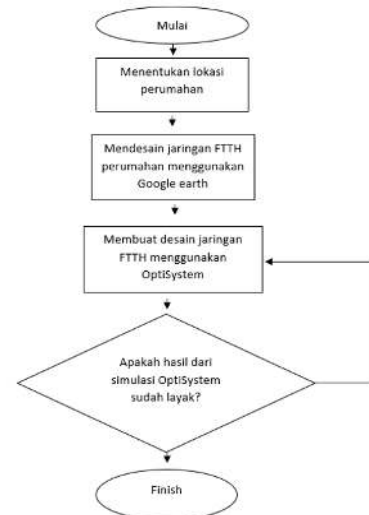 Mulai
Menentukan lokasi
perumahan
Mendesain jaringan FTTH
perumahan menggunakan
Google earth
Membuat desain jaringan
FTTH menggunakan
OptiSystem
Apakah hasil dari
simulasi OptiSystem
sudah layak?
Finish